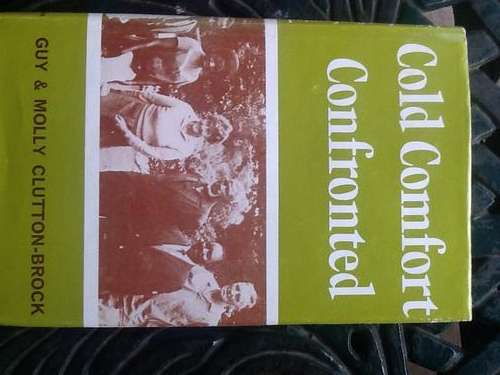 Cold Comfort
Confronted
GUY & MOLLY CLUTTON-BROCK